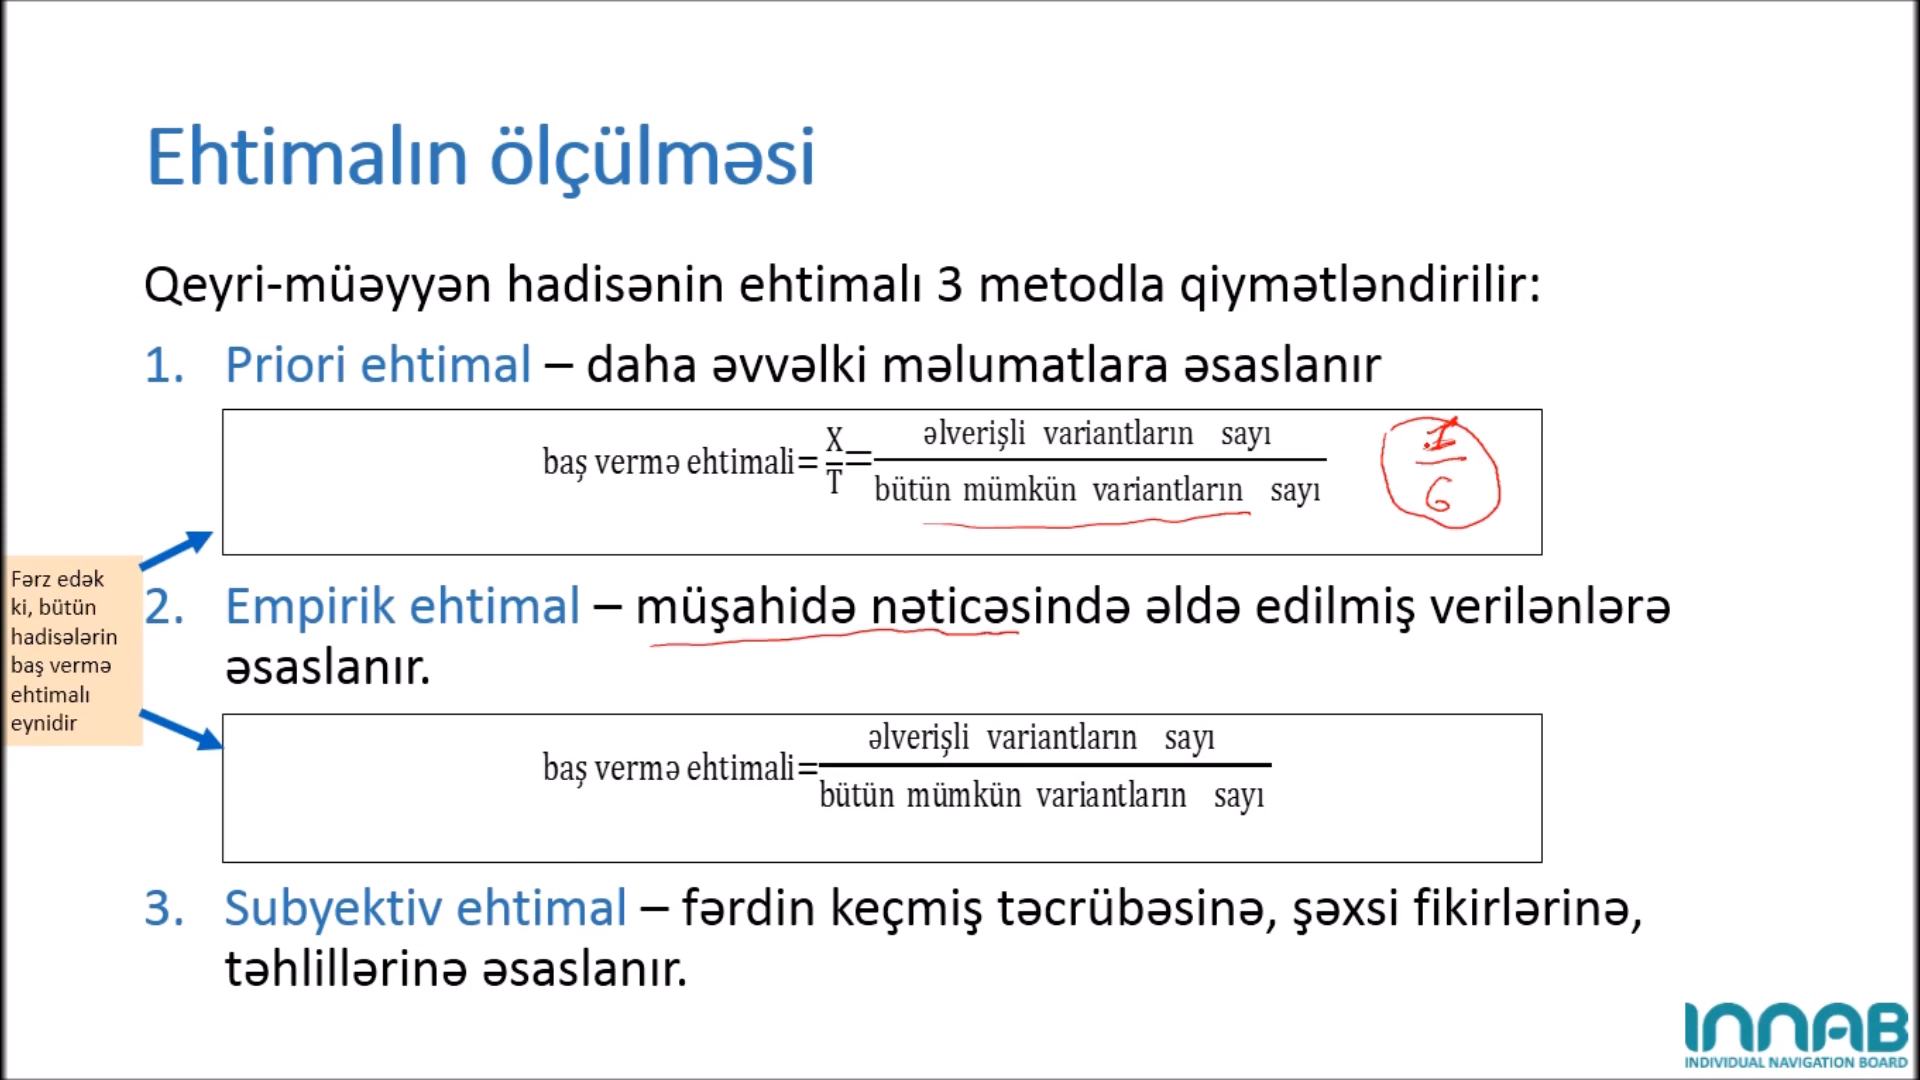 Ehtimalın ölçülməsi
Qeyri-müəyyən hadisənin ehtimalı 3 metodla qiymətləndirilir:
1. Priori ehtimal – daha əvvəlki məlumatlara əsaslanır
baş vermə ehtimali= X/T = əlverişli variantların sayı / bütün mümkün variantların sayı
1/6
Fərz edək
ki, bütün
hadisələrin
baş vermə
ehtimalı
eynidir
2. Empirik ehtimal – müşahidə nəticəsində əldə edilmiş verilənlərə
əsaslanır.
baş vermə ehtimali= əlverişli variantların sayı / bütün mümkün variantların sayı
3. Subyektiv ehtimal – fərdin keçmiş təcrübəsinə, şəxsi fikirlərinə,
təhlillərinə əsaslanır.
INNAB
INDIVIDUAL NAVIGATION BOARD